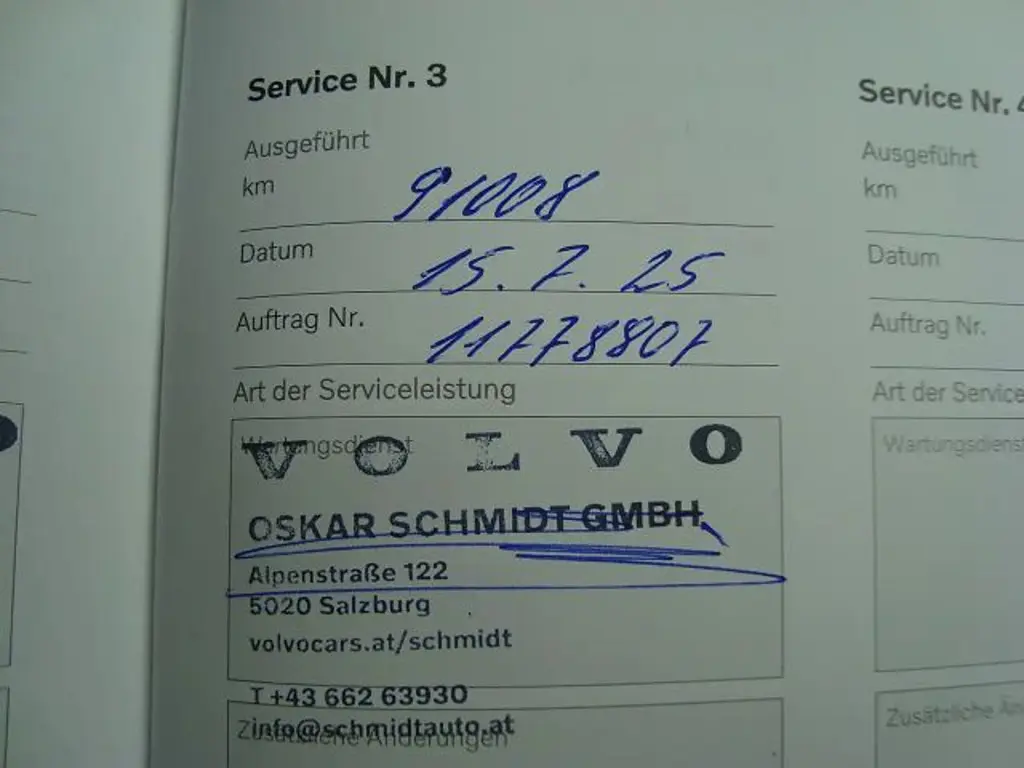 Service Nr. 3
Ausgeführt
km 91008
Datum 15.7.25
Auftrag Nr. 11778807
Art der Serviceleistung
Wartungsdienst
VOLVO
OSKAR SCHMIDT GMBH
Alpenstraße 122
5020 Salzburg
volvocars.at/schmidt
T +43 662 63930
info@schmidtauto.at
Zusätzliche Änderungen
Service Nr. 4
Ausgeführt
km
Datum
Auftrag Nr.
Art der Service
Wartungsdienst
Zusätzliche Än